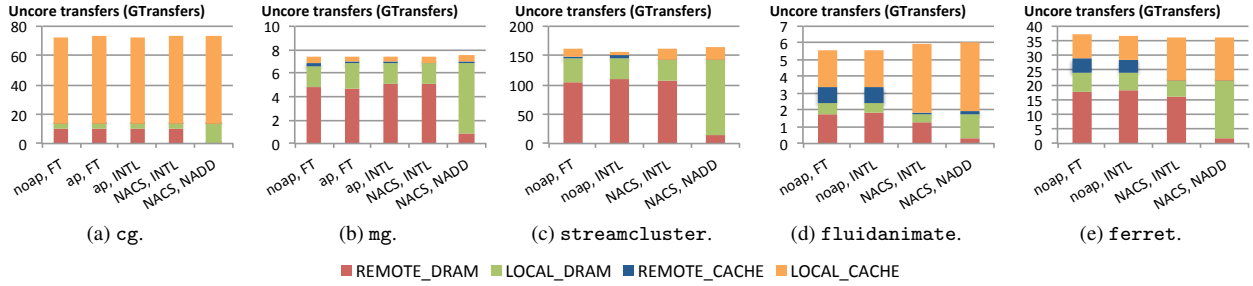 Uncore transfers (GTransfers)
80
60
40
20
0
noap, FT
ap, FT
ap, INTL
NACS, INTL
NACS, NADD
(a) cg.
Uncore transfers (GTransfers)
10
8
6
4
2
0
noap, FT
ap, FT
ap, INTL
NACS, INTL
NACS, NADD
(b) mg.
Uncore transfers (GTransfers)
200
150
100
50
0
noap, FT
noap, INTL
NACS, INTL
NACS, NADD
(c) streamcluster.
Uncore transfers (GTransfers)
7
6
5
4
3
2
1
0
noap, FT
noap, INTL
NACS, INTL
NACS, NADD
(d) fluidanimate.
Uncore transfers (GTransfers)
40
35
30
25
20
15
10
5
0
noap, FT
noap, INTL
NACS, INTL
NACS, NADD
(e) ferret.
REMOTE_DRAM LOCAL_DRAM REMOTE_CACHE LOCAL_CACHE